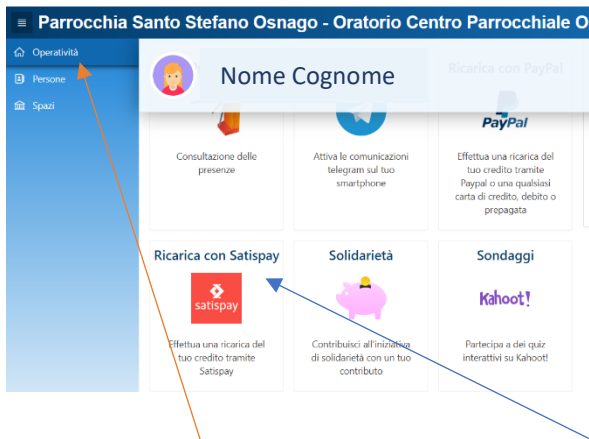 Parrocchia Santo Stefano Osnago - Oratorio Centro Parrocchiale O
Operatività
Persone
Spazi
Nome Cognome
Ricarica con PayPal
PayPal
Consultazione delle
presenze
Attiva le comunicazioni
telegram sul tuo
smartphone
Effettua una ricarica del
tuo credito tramite
Paypal o una qualsiasi
carta di credito, debito o
prepagata
Ricarica con Satispay
satispay
Effettua una ricarica del
tuo credito tramite
Satispay
Solidarietà
Contribuisci all'iniziativa
di solidarietà con un tuo
contributo
Sondaggi
Kahoot!
Partecipa a dei quiz
interattivi su Kahoot!